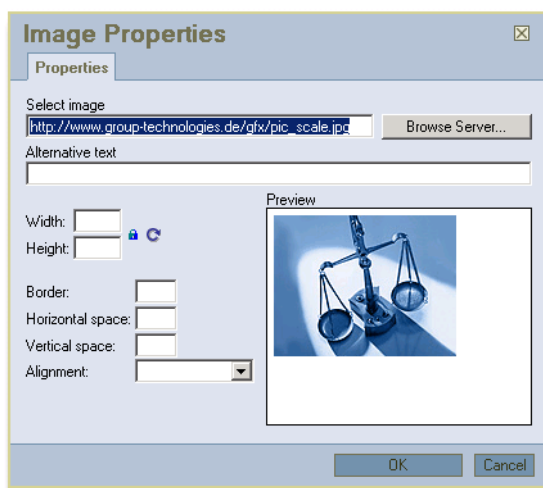 Image Properties
Properties
Select image
http://www.group-technologies.de/gfx/pic_scale.jpg
Browse Server...
Alternative text
Width:
Height:
Preview
Border:
Horizontal space:
Vertical space:
Alignment:
OK
Cancel